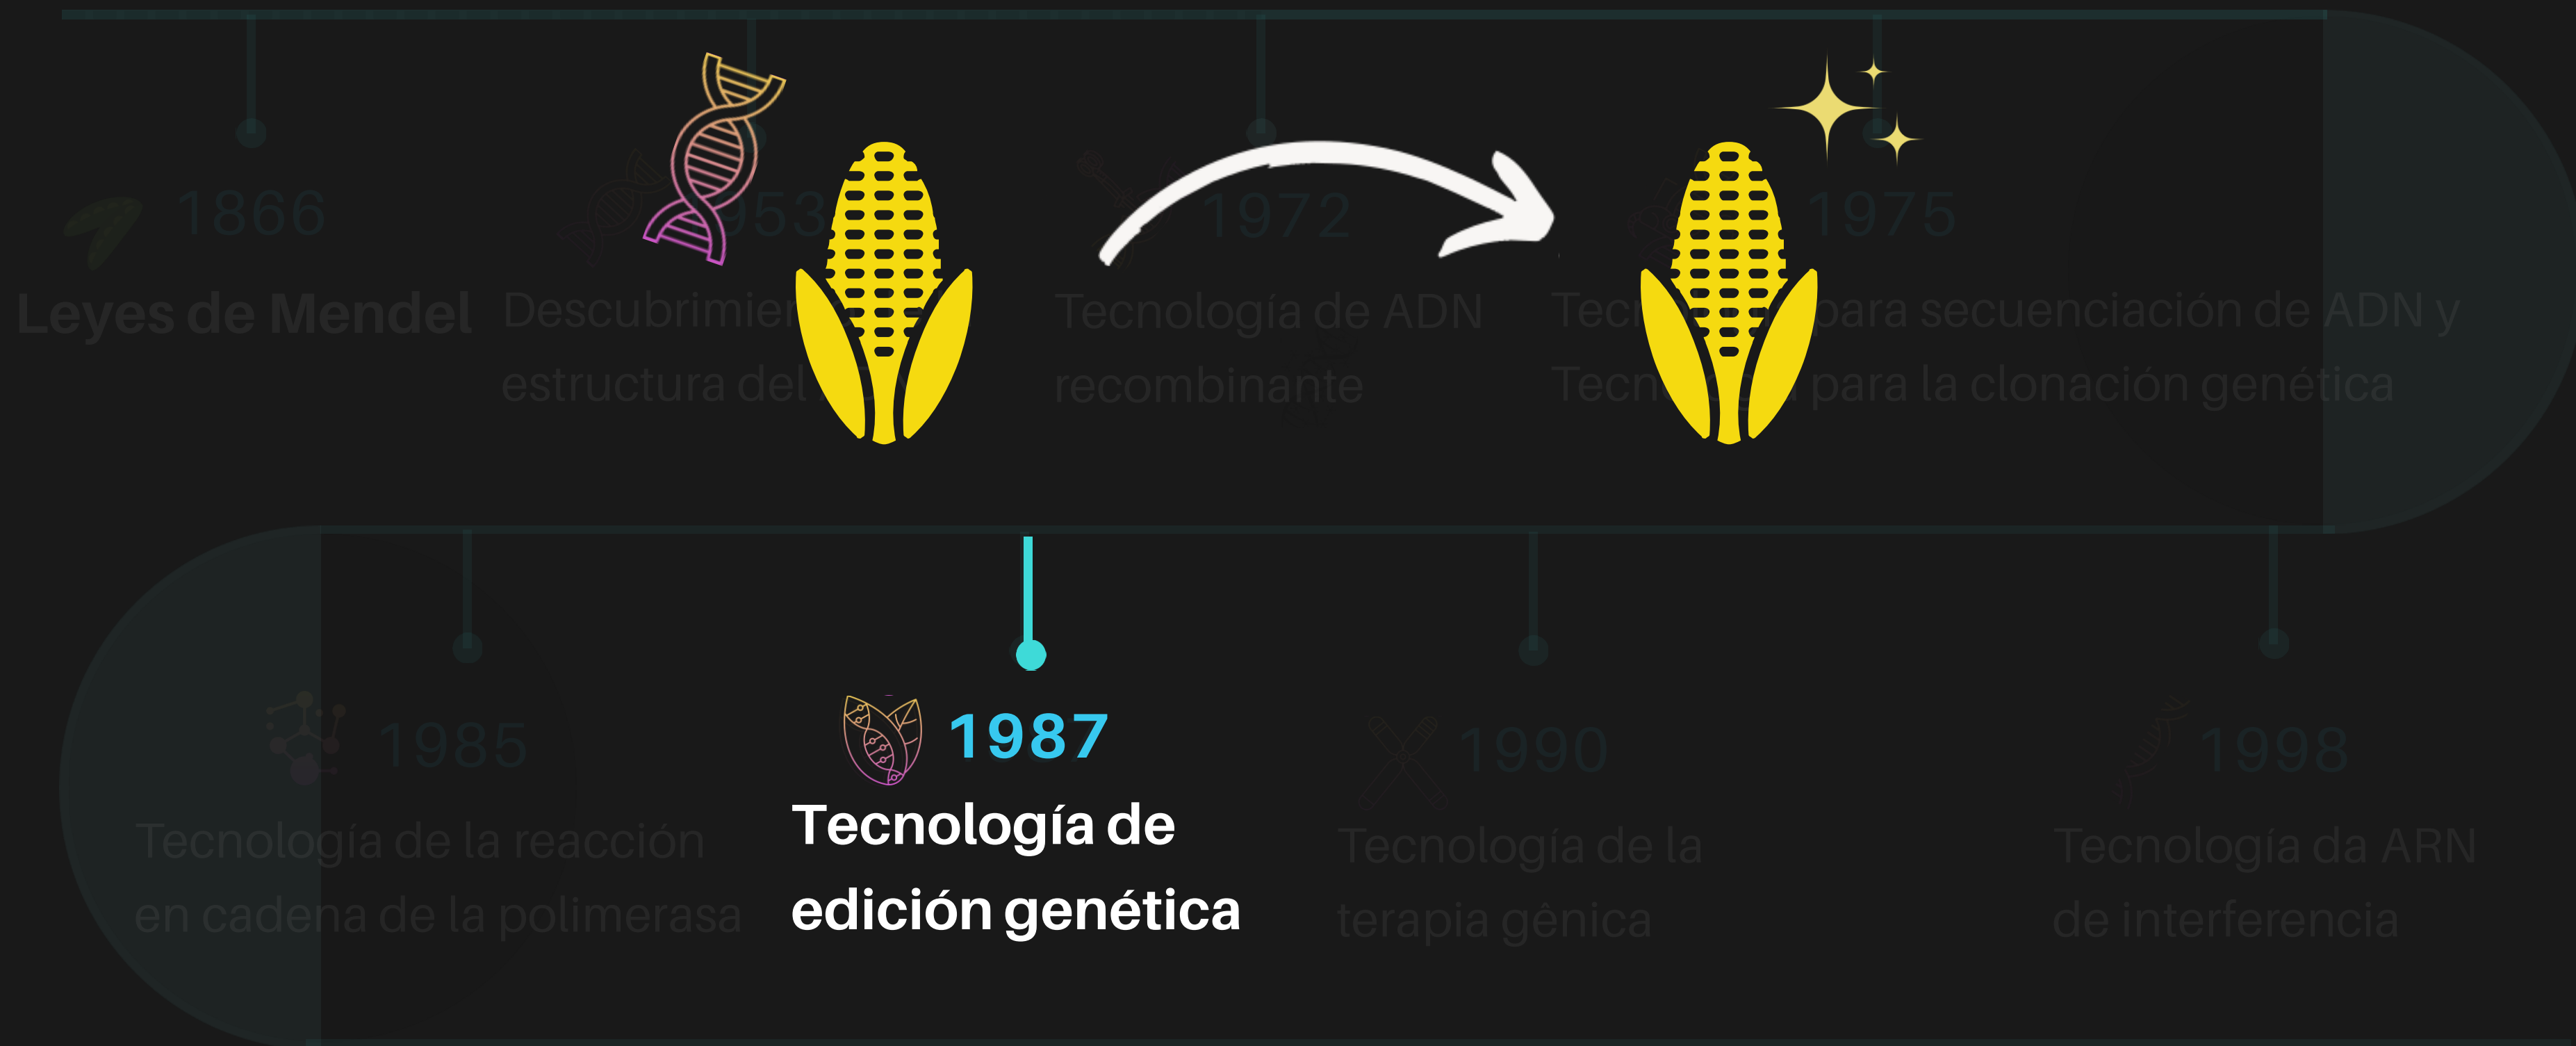 1866
Leyes de Mendel
953
Descubrimien
estructura del
1972
Tecnología de ADN
recombinante
1975
Tecn para secuenciación de ADN y
Tecn para la clonación genética
1985
Tecnología de la reacción
en cadena de la polimerasa
1987
Tecnología de
edición genética
1990
Tecnología de la
terapia gênica
1998
Tecnología da ARN
de interferencia